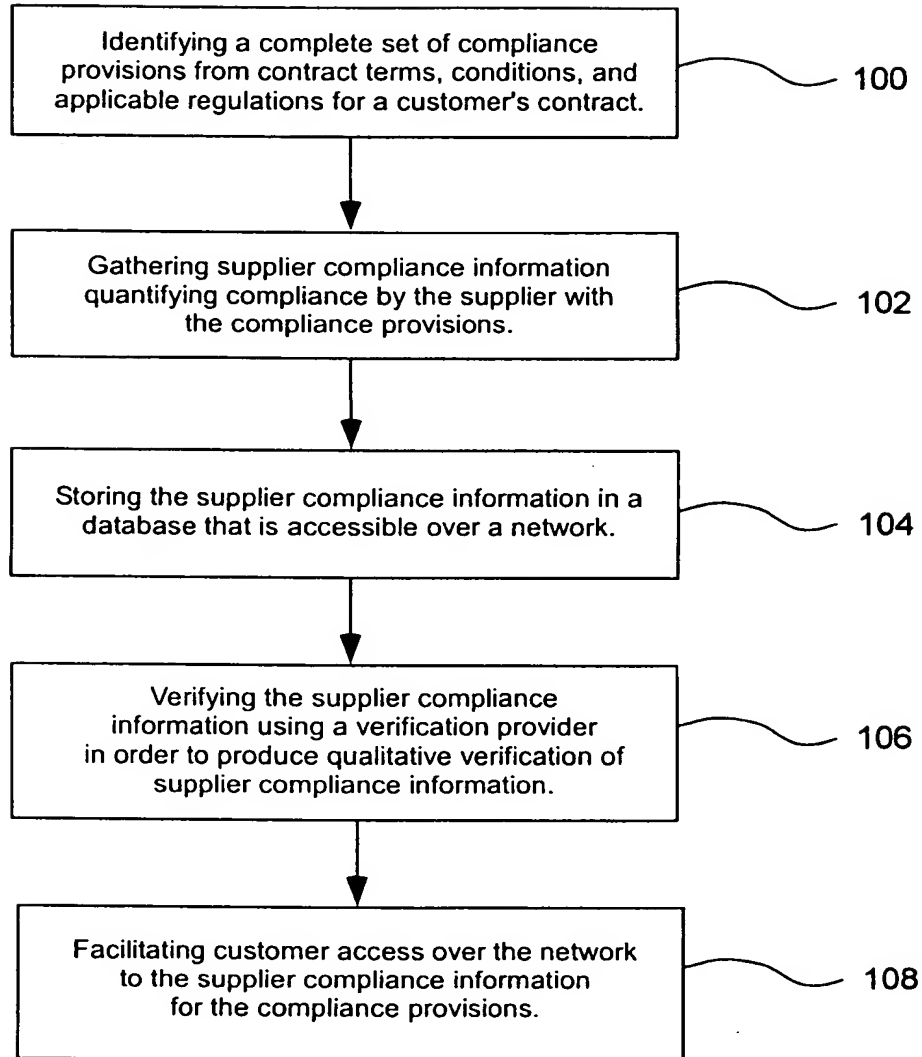 Identifying a complete set of compliance
provisions from contract terms, conditions, and
applicable regulations for a customer's contract.
100
Gathering supplier compliance information
quantifying compliance by the supplier with
the compliance provisions.
102
Storing the supplier compliance information in a
database that is accessible over a network.
104
Verifying the supplier compliance
information using a verification provider
in order to produce qualitative verification of
supplier compliance information.
106
Facilitating customer access over the network
to the supplier compliance information
for the compliance provisions.
108